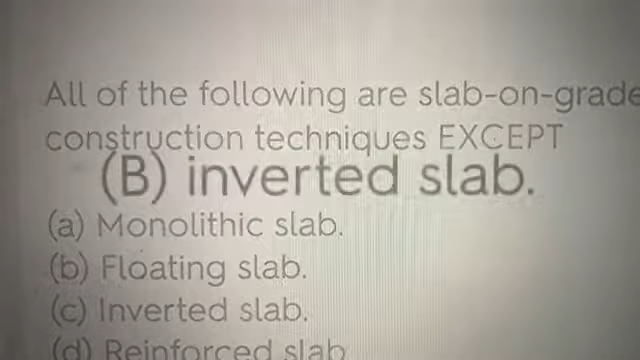 All of the following are slab-on-grade
construction techniques EXCEPT
(B) inverted slab.
(a) Monolithic slab.
(b) Floating slab.
(c) Inverted slab.
(d) Reinforced slab